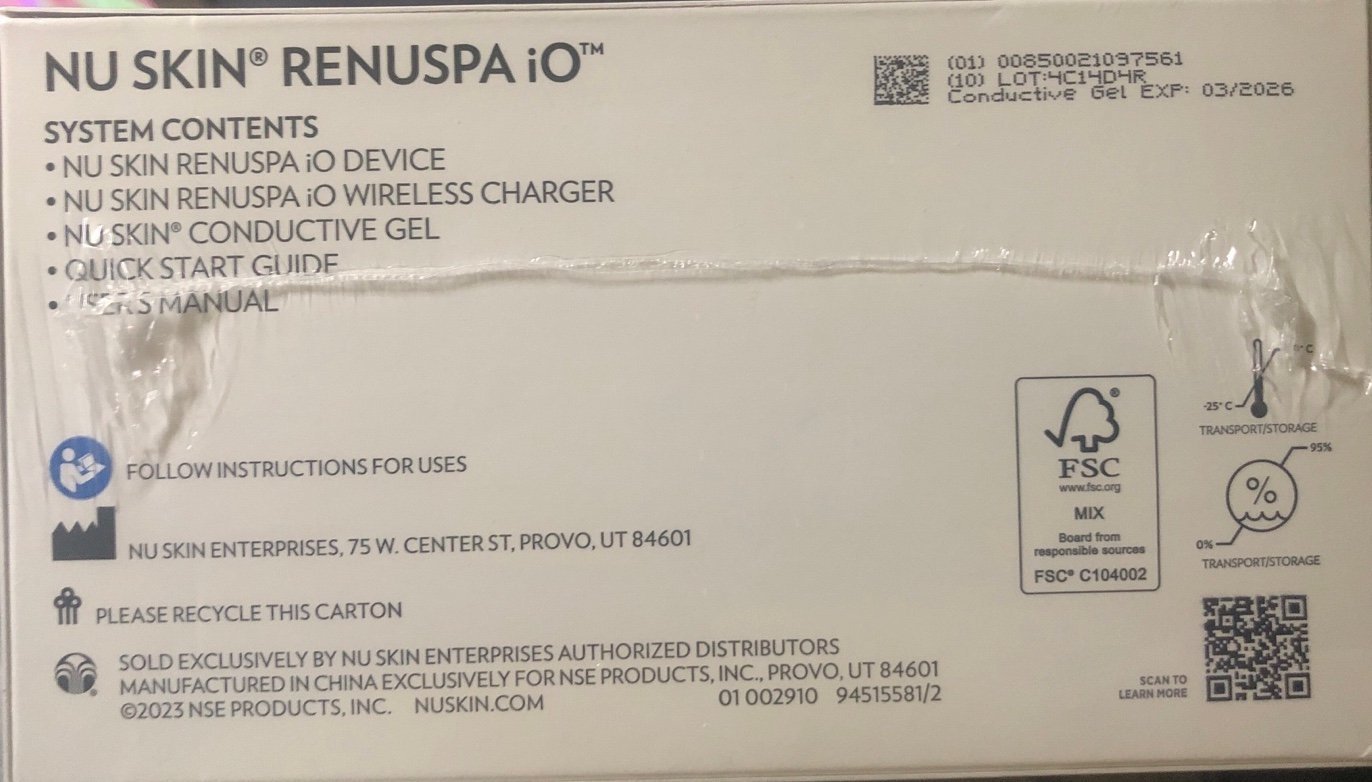 NU SKIN® RENUSPA iO™
SYSTEM CONTENTS
• NU SKIN RENUSPA iO DEVICE
• NU SKIN RENUSPA iO WIRELESS CHARGER
• NU SKIN® CONDUCTIVE GEL
• QUICK START GUIDE
• USER'S MANUAL
(01) 00850021097561
(10) LOT:4C14D4R
Conductive Gel EXP: 03/2026
FOLLOW INSTRUCTIONS FOR USES
NU SKIN ENTERPRISES, 75 W. CENTER ST, PROVO, UT 84601
PLEASE RECYCLE THIS CARTON
SOLD EXCLUSIVELY BY NU SKIN ENTERPRISES AUTHORIZED DISTRIBUTORS
MANUFACTURED IN CHINA EXCLUSIVELY FOR NSE PRODUCTS, INC., PROVO, UT 84601
©2023 NSE PRODUCTS, INC. NUSKIN.COM 01 002910 94515581/2
®
FSC
www.fsc.org
MIX
Board from
responsible sources
FSC® C104002
-25° C
TRANSPORT/STORAGE
95%
%
0%
TRANSPORT/STORAGE
SCAN TO
LEARN MORE